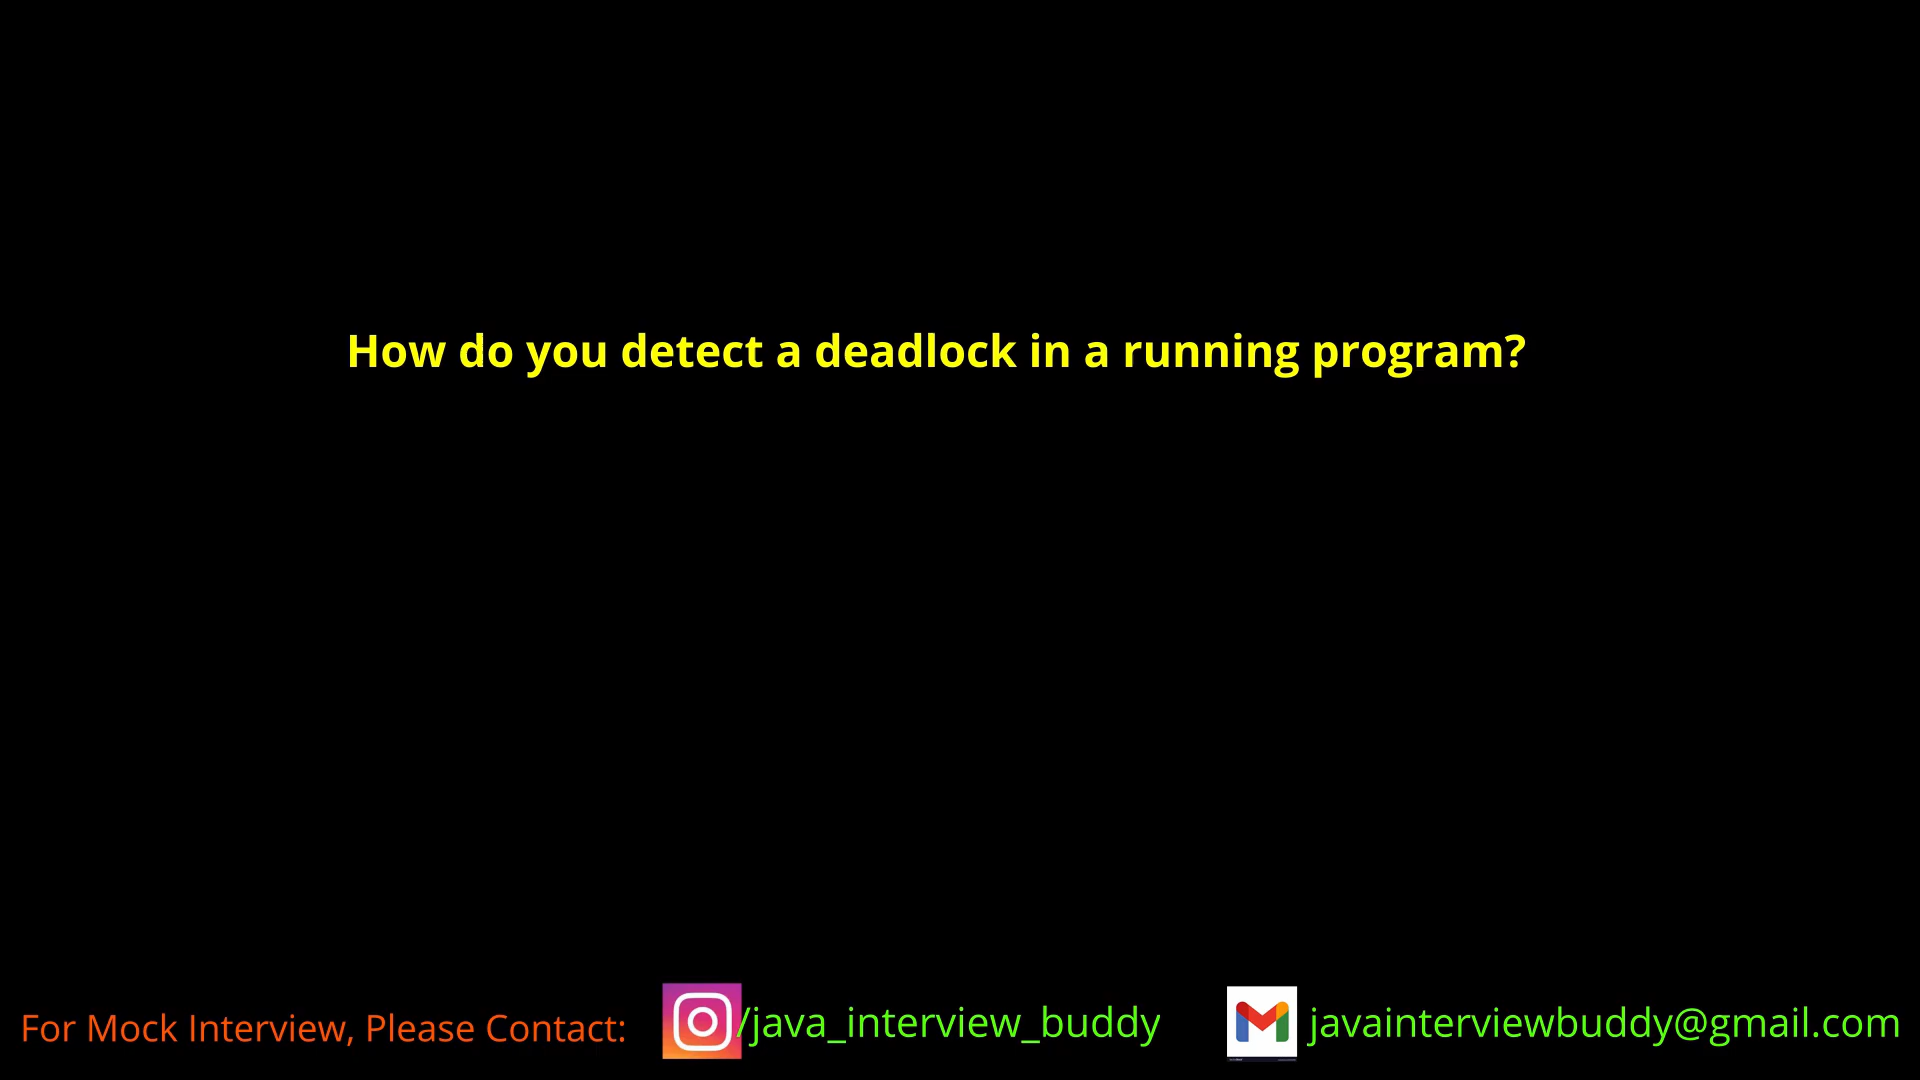 How do you detect a deadlock in a running program?
For Mock Interview, Please Contact: /java_interview_buddy javainterviewbuddy@gmail.com